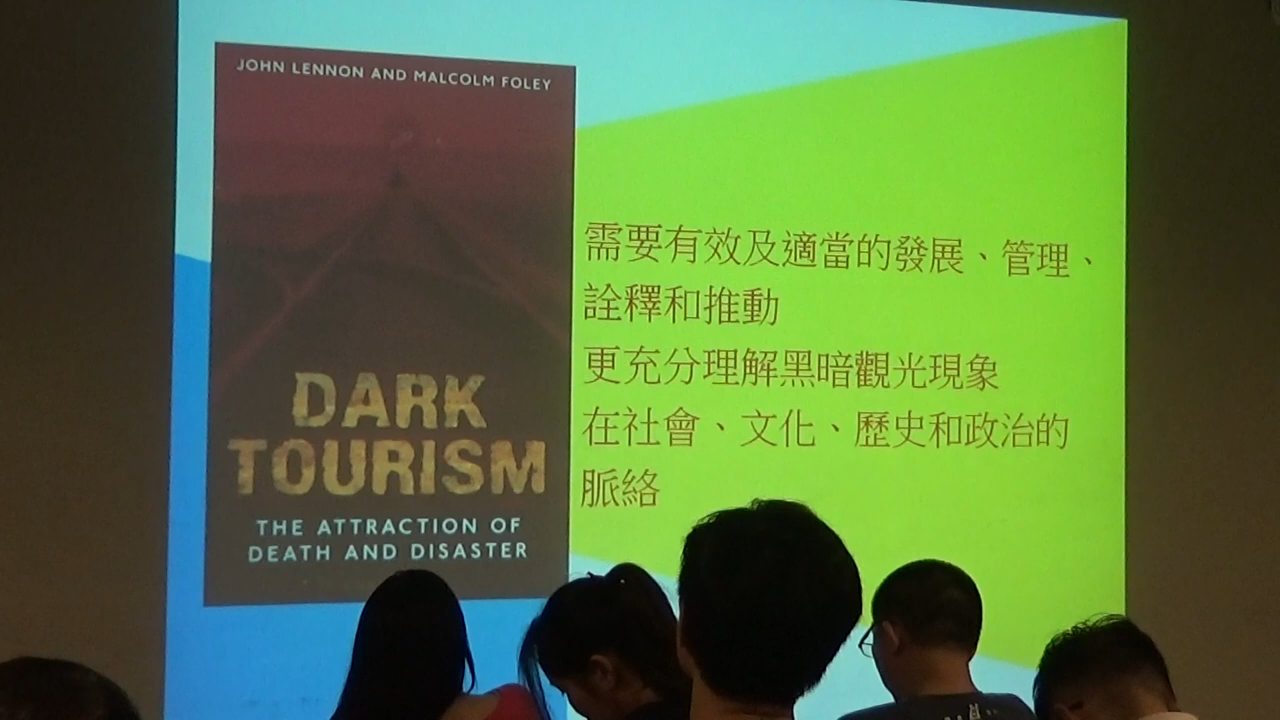 JOHN LENNON AND MALCOLM FOLEY
DARK
TOURISM
THE ATTRACTION OF
DEATH AND DISASTER
需要有效及適當的發展、管理、
詮釋和推動
更充分理解黑暗觀光現象
在社會、文化、歷史和政治的
脈絡